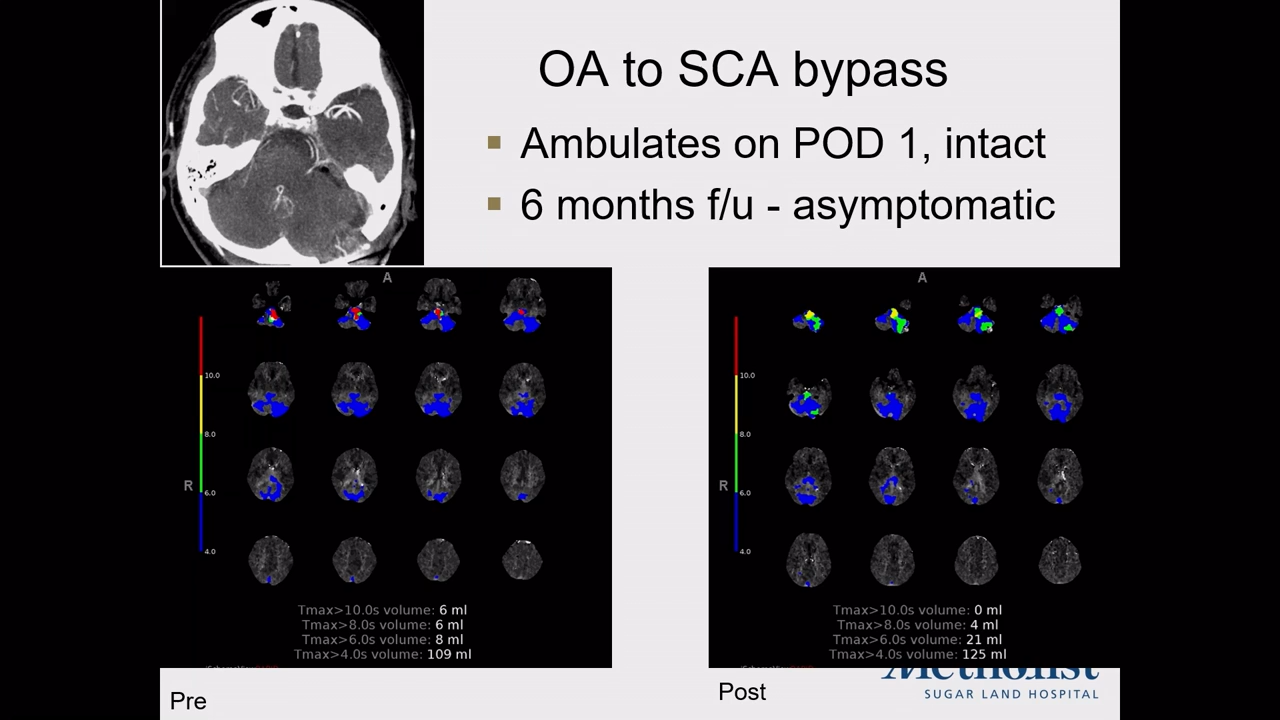 OA to SCA bypass
Ambulates on POD 1, intact
6 months f/u - asymptomatic
A
10.0
8.0
R
6.0
4.0
Tmax>10.0s volume: 6 ml
Tmax>8.0s volume: 6 ml
Tmax>6.0s volume: 8 ml
Tmax>4.0s volume: 109 ml
Pre
A
10.0
8.0
R
6.0
4.0
Tmax>10.0s volume: 0 ml
Tmax>8.0s volume: 4 ml
Tmax>6.0s volume: 21 ml
Tmax>4.0s volume: 125 ml
Post
Methodist
SUGAR LAND HOSPITAL